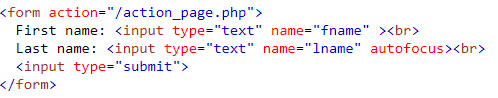 <form action="/action_page.php">
First name: <input type="text" name="fname" ><br>
Last name: <input type="text" name="lname" autofocus><br>
<input type="submit">
</form>